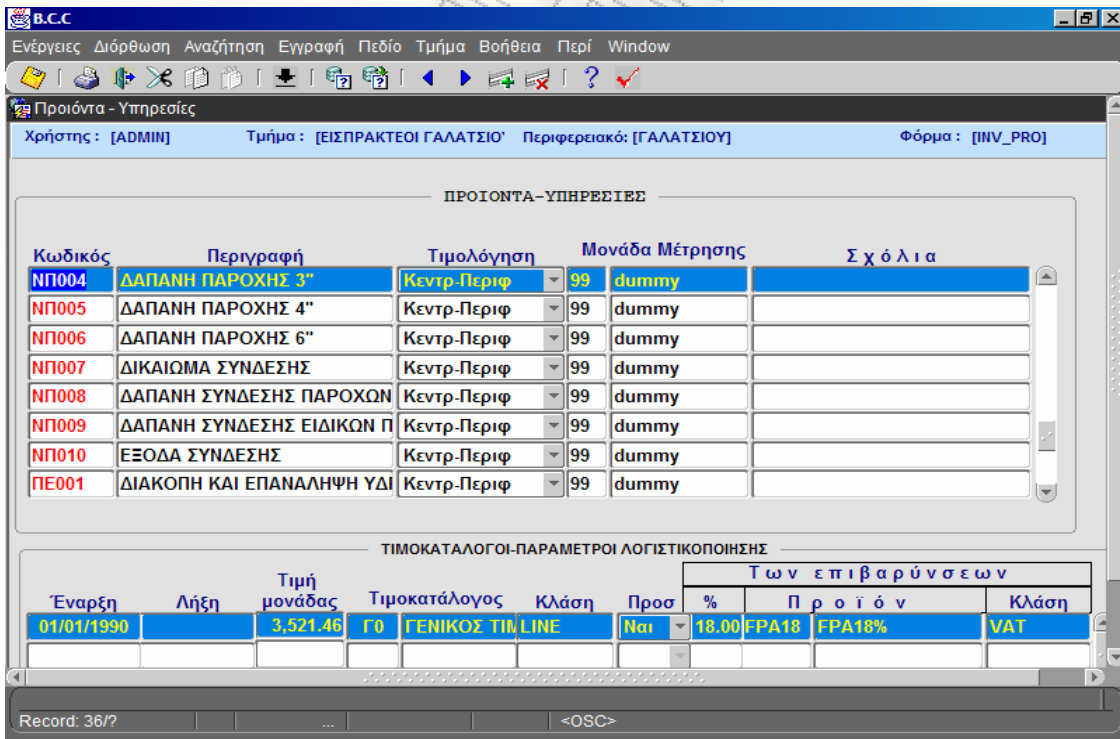 B.C.C
Ενέργειες Διόρθωση Αναζήτηση Εγγραφή Πεδίο Τμήμα Βοήθεια Περί Window
Προιόντα - Υπηρεσίες
Χρήστης : [ADMIN] Τμήμα : [ΕΙΣΠΡΑΚΤΕΟΙ ΓΑΛΑΤΣΙΟ' Περιφερειακό: [ΓΑΛΑΤΣΙΟΥ] Φόρμα : [INV_PRO]
ΠΡΟΙΟΝΤΑ-ΥΠΗΡΕΣΙΕΣ
Κωδικός Περιγραφή Τιμολόγηση Μονάδα Μέτρησης Σχόλια
ΝΠ004 ΔΑΠΑΝΗ ΠΑΡΟΧΗΣ 3" Κεντρ-Περιφ 99 dummy
ΝΠ005 ΔΑΠΑΝΗ ΠΑΡΟΧΗΣ 4" Κεντρ-Περιφ 99 dummy
ΝΠ006 ΔΑΠΑΝΗ ΠΑΡΟΧΗΣ 6" Κεντρ-Περιφ 99 dummy
ΝΠ007 ΔΙΚΑΙΩΜΑ ΣΥΝΔΕΣΗΣ Κεντρ-Περιφ 99 dummy
ΝΠ008 ΔΑΠΑΝΗ ΣΥΝΔΕΣΗΣ ΠΑΡΟΧΩΝ Κεντρ-Περιφ 99 dummy
ΝΠ009 ΔΑΠΑΝΗ ΣΥΝΔΕΣΗΣ ΕΙΔΙΚΩΝ Π Κεντρ-Περιφ 99 dummy
ΝΠ010 ΕΞΟΔΑ ΣΥΝΔΕΣΗΣ Κεντρ-Περιφ 99 dummy
ΠΕ001 ΔΙΑΚΟΠΗ ΚΑΙ ΕΠΑΝΑΛΗΨΗ ΥΔΙ Κεντρ-Περιφ 99 dummy
ΤΙΜΟΚΑΤΑΛΟΓΟΙ-ΠΑΡΑΜΕΤΡΟΙ ΛΟΓΙΣΤΙΚΟΠΟΙΗΣΗΣ
Των επιβαρύνσεων
Έναρξη Λήξη Τιμή μονάδας Τιμοκατάλογος Κλάση Προσ % Προϊόν Κλάση
01/01/1990 3,521.46 Γ0 ΓΕΝΙΚΟΣ ΤΙΜ LINE Ναι 18.00 FPA18 FPA18% VAT
Record: 36/? ... <OSC>